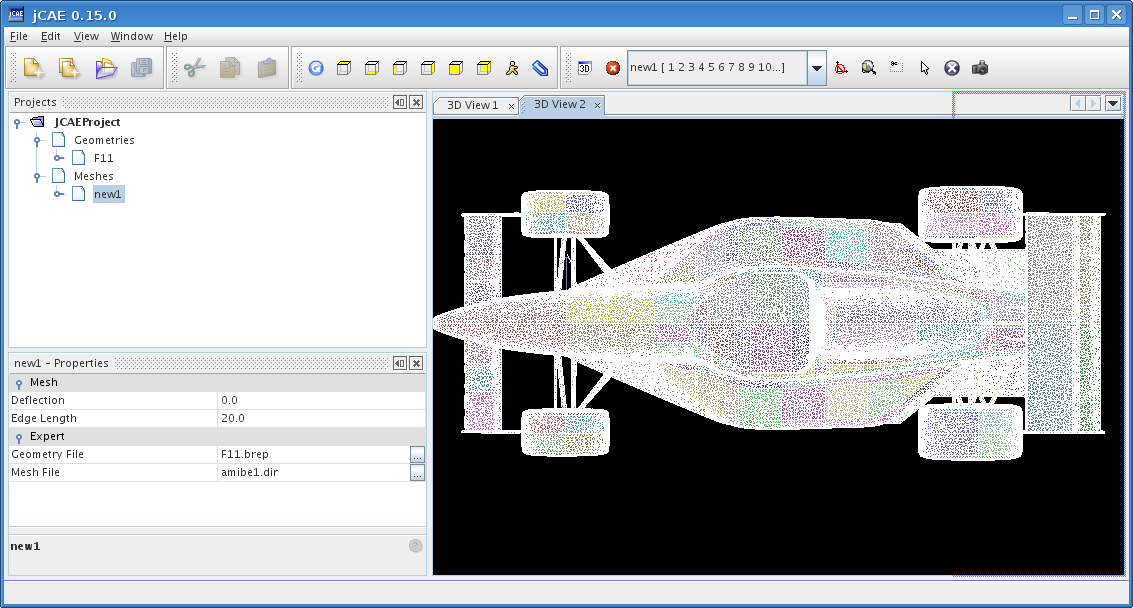 jCAE jCAE 0.15.0
File Edit View Window Help
3D new1 [ 1 2 3 4 5 6 7 8 9 10...]
Projects
JCAEProject
Geometries
F11
Meshes
new1
3D View 1 3D View 2
new1 - Properties
Mesh
Deflection 0.0
Edge Length 20.0
Expert
Geometry File F11.brep ...
Mesh File amibe1.dir ...
new1 ?